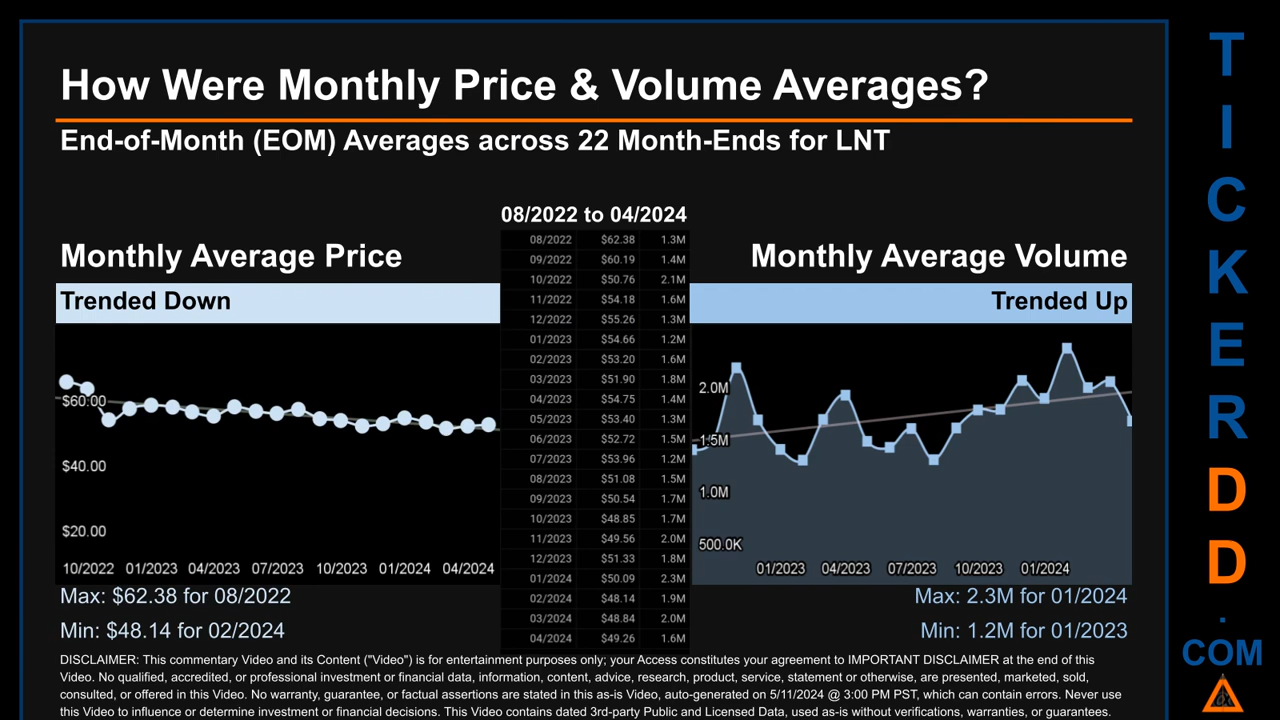 How Were Monthly Price & Volume Averages?
End-of-Month (EOM) Averages across 22 Month-Ends for LNT
08/2022 to 04/2024
Monthly Average Price
Trended Down
$60.00
$40.00
$20.00
10/2022 01/2023 04/2023 07/2023 10/2023 01/2024 04/2024
Max: $62.38 for 08/2022
Min: $48.14 for 02/2024
08/2022 $62.38 1.3M
09/2022 $60.19 1.4M
10/2022 $50.76 2.1M
11/2022 $54.18 1.6M
12/2022 $55.26 1.3M
01/2023 $54.66 1.2M
02/2023 $53.20 1.6M
03/2023 $51.90 1.8M
04/2023 $54.75 1.4M
05/2023 $53.40 1.3M
06/2023 $52.72 1.5M
07/2023 $53.96 1.2M
08/2023 $51.08 1.5M
09/2023 $50.54 1.7M
10/2023 $48.85 1.7M
11/2023 $49.56 2.0M
12/2023 $51.33 1.8M
01/2024 $50.09 2.3M
02/2024 $48.14 1.9M
03/2024 $48.84 2.0M
04/2024 $49.26 1.6M
Monthly Average Volume
Trended Up
2.0M
1.5M
1.0M
500.0K
01/2023 04/2023 07/2023 10/2023 01/2024
Max: 2.3M for 01/2024
Min: 1.2M for 01/2023
DISCLAIMER: This commentary Video and its Content ("Video") is for entertainment purposes only; your Access constitutes your agreement to IMPORTANT DISCLAIMER at the end of this
Video. No qualified, accredited, or professional investment or financial data, information, content, advice, research, product, service, statement or otherwise, are presented, marketed, sold,
consulted, or offered in this Video. No warranty, guarantee, or factual assertions are stated in this as-is Video, auto-generated on 5/11/2024 @ 3:00 PM PST, which can contain errors. Never use
this Video to influence or determine investment or financial decisions. This Video contains dated 3rd-party Public and Licensed Data, used as-is without verifications, warranties, or guarantees.
T
I
C
K
E
R
D
D
.
COM